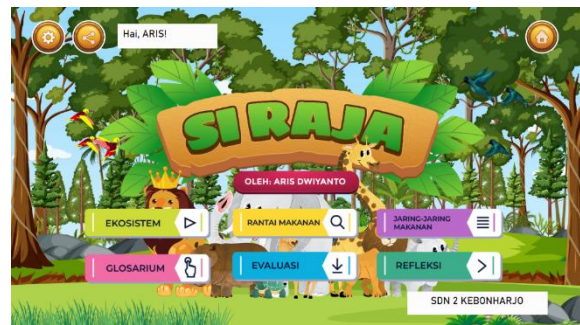 Hai, ARIS!
SI RAJA
OLEH: ARIS DWIYANTO
EKOSISTEM
RANTAI MAKANAN
JARING-JARING
MAKANAN
GLOSARIUM
EVALUASI
REFLEKSI
SDN 2 KEBONHARJO